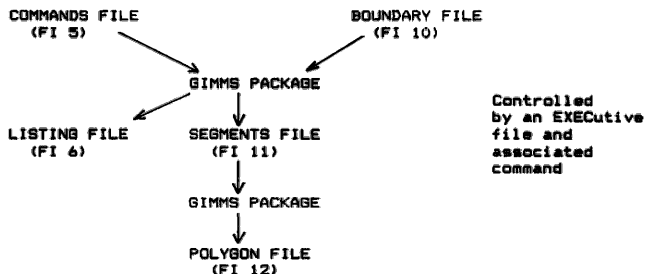 COMMANDS FILE
(FI 5)
BOUNDARY FILE
(FI 10)
GIMMS PACKAGE
LISTING FILE
(FI 6)
SEGMENTS FILE
(FI 11)
Controlled
by an EXECutive
file and
associated
command
GIMMS PACKAGE
POLYGON FILE
(FI 12)